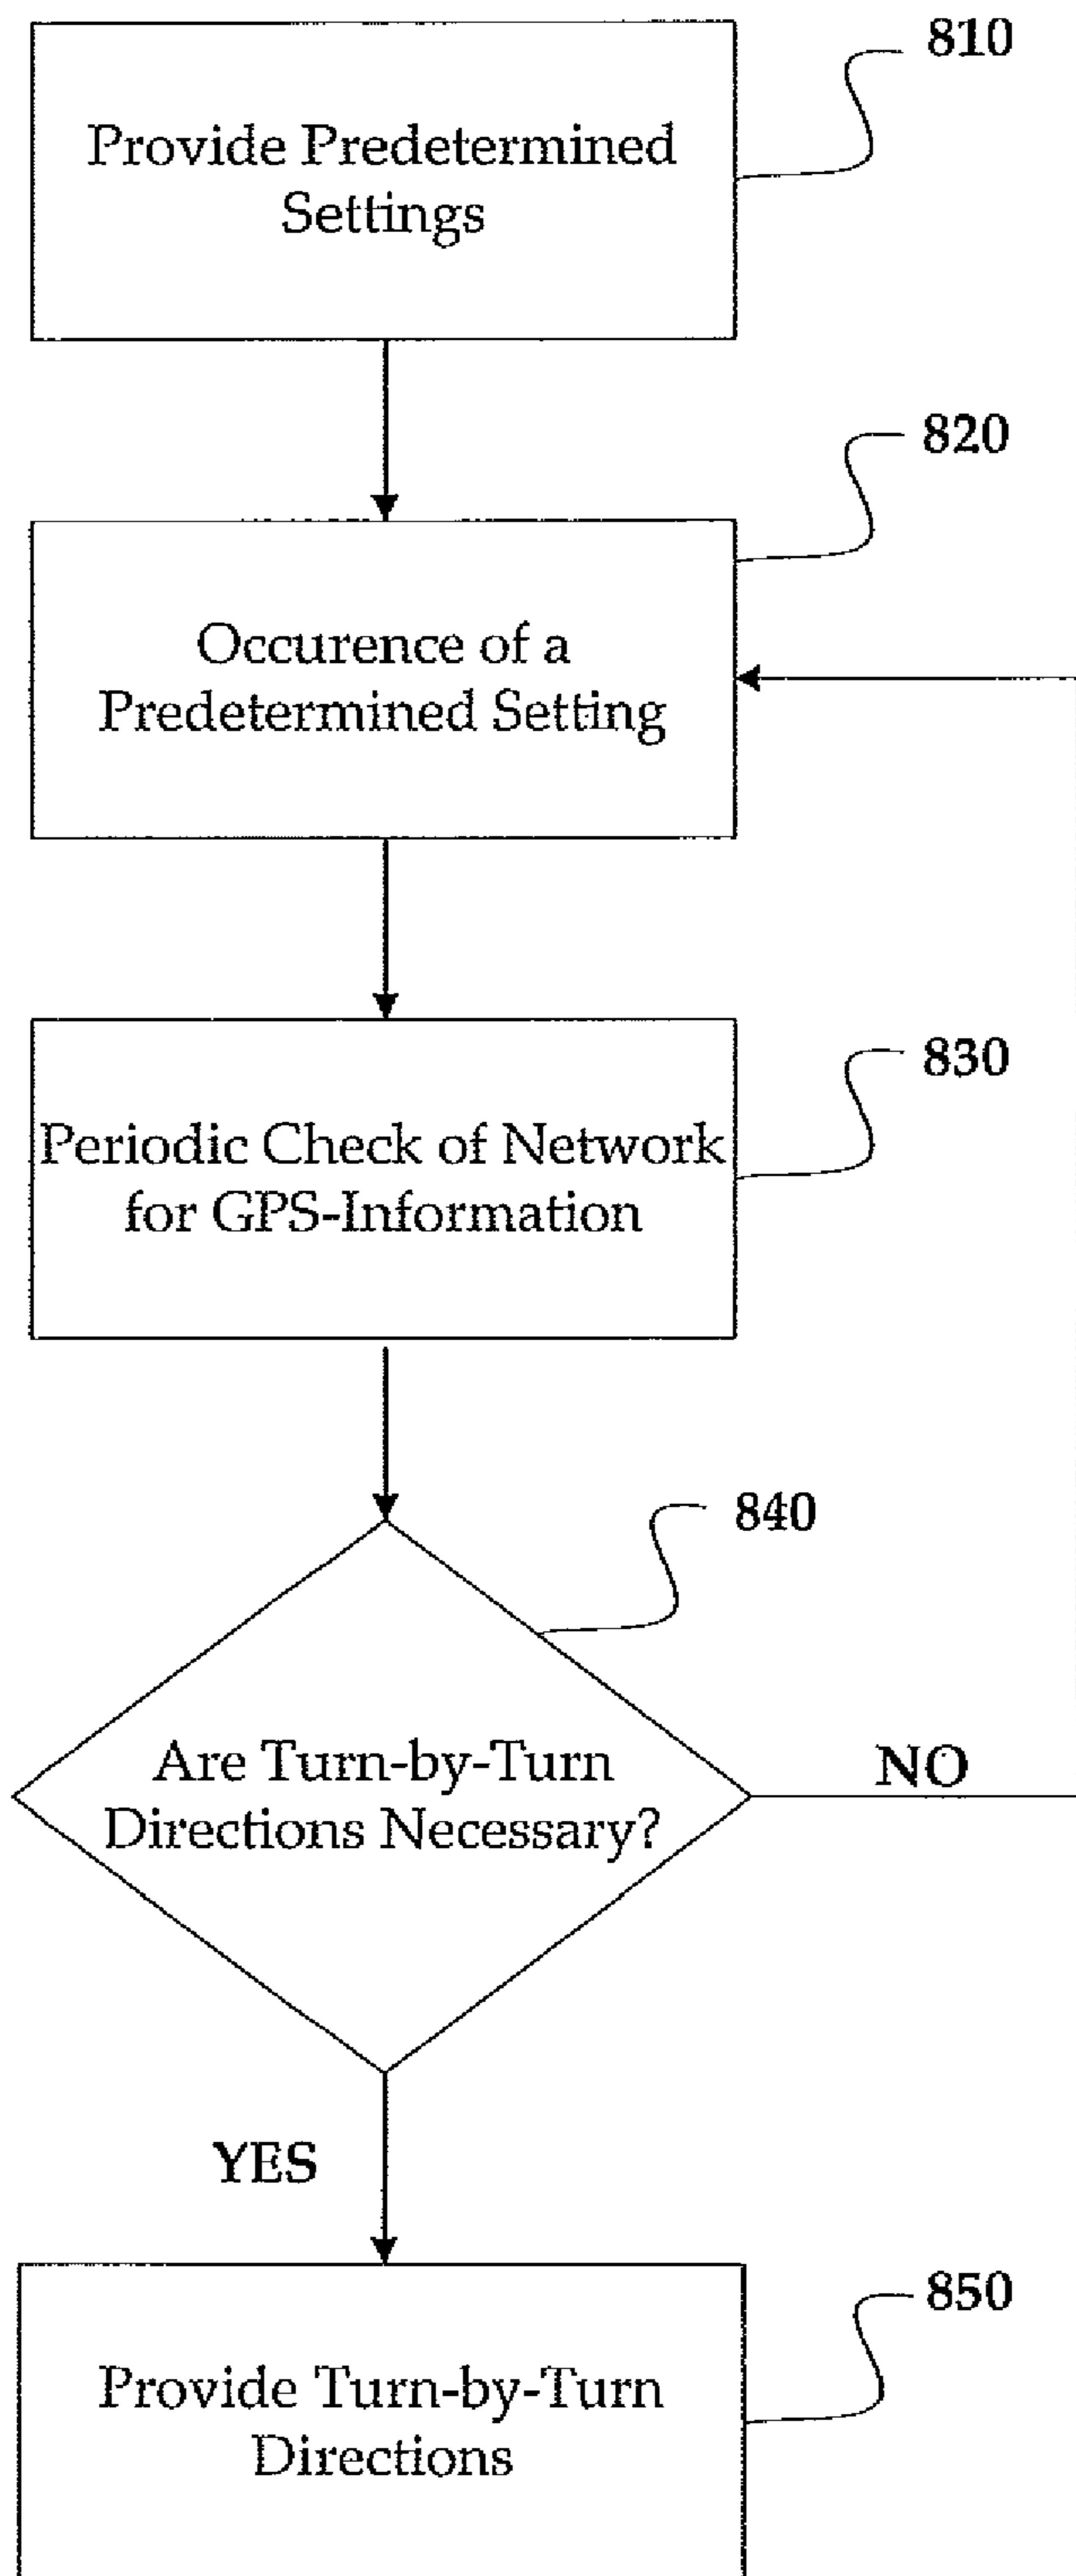 810
Provide Predetermined
Settings
820
Occurence of a
Predetermined Setting
830
Periodic Check of Network
for GPS-Information
840
Are Turn-by-Turn
Directions Necessary?
NO
YES
850
Provide Turn-by-Turn
Directions